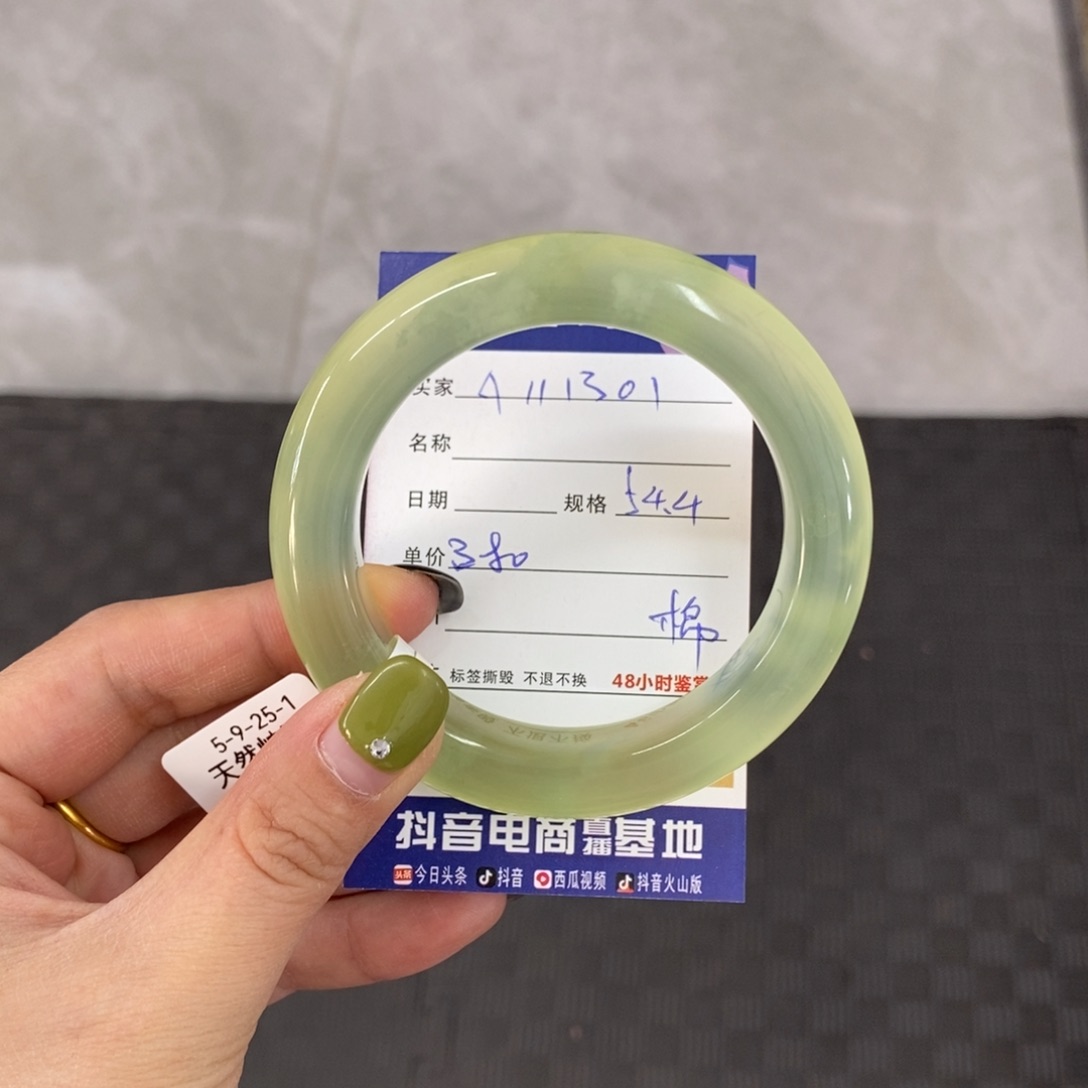 买家 A111301
名称
日期 规格 54.4
单价 380
棉
标签撕毁 不退不换 48小时鉴赏
5-9-25-1
天然
抖音电商直播基地
今日头条 抖音 西瓜视频 抖音火山版